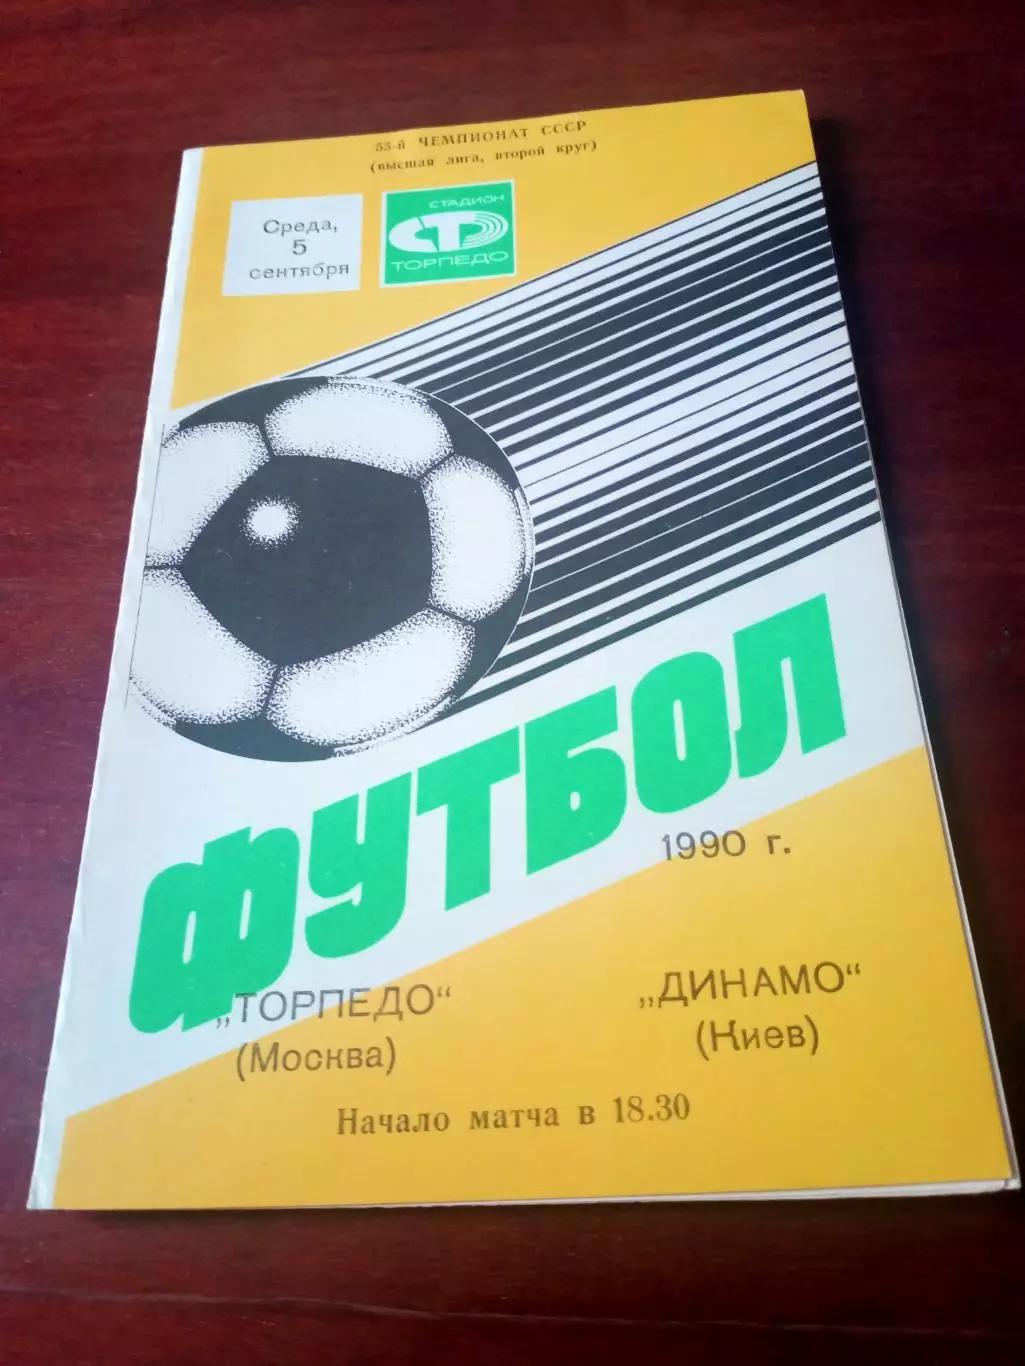 53-й ЧЕМПИОНАТ СССР
(высшая лига, второй круг)
Среда,
5
сентября
СТАДИОН
СТ
ТОРПЕДО
ФУТБОЛ
1990 г.
„ТОРПЕДО“
(Москва)
„ДИНАМО“
(Киев)
Начало матча в 18.30